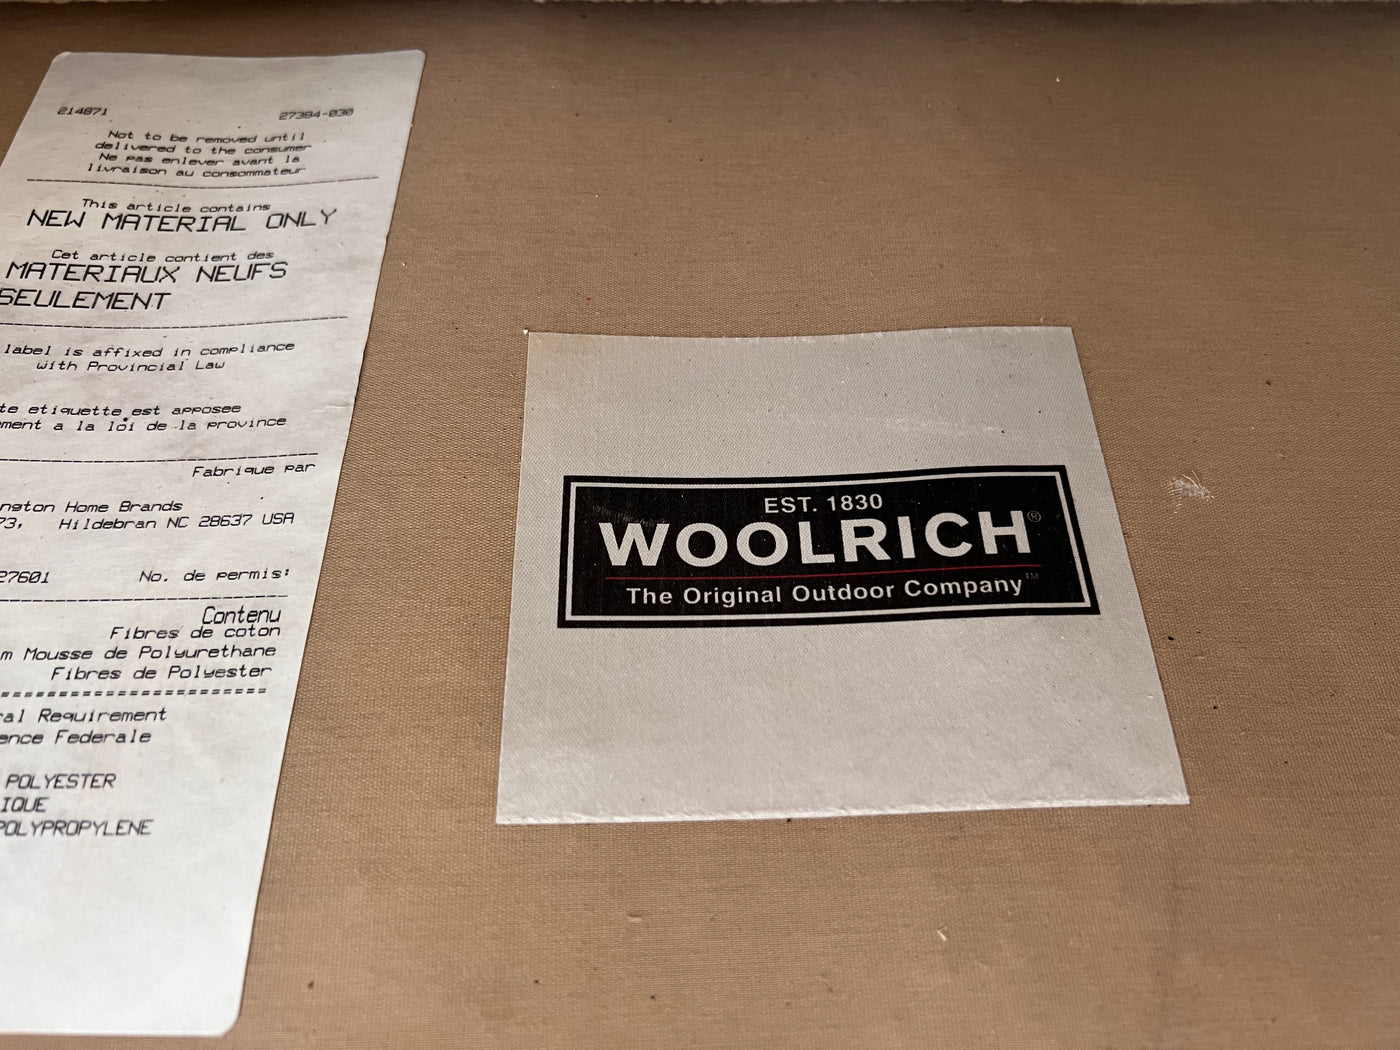 214871 27384-030
Not to be removed until
delivered to the consumer
Ne pas enlever avant la
livraison au consommateur
This article contains
NEW MATERIAL ONLY
Cet article contient des
MATERIAUX NEUFS
SEULEMENT
label is affixed in compliance
with Provincial Law
te etiquette est apposee
ment a la loi de la province
Fabrique par
ngton Home Brands
73, Hildebran NC 28637 USA
27601 No. de permis:
Contenu
Fibres de coton
m Mousse de Polyurethane
Fibres de Polyester
al Requirement
ence Federale
POLYESTER
IQUE
POLYPROPYLENE
EST. 1830
WOOLRICH®
The Original Outdoor Company™